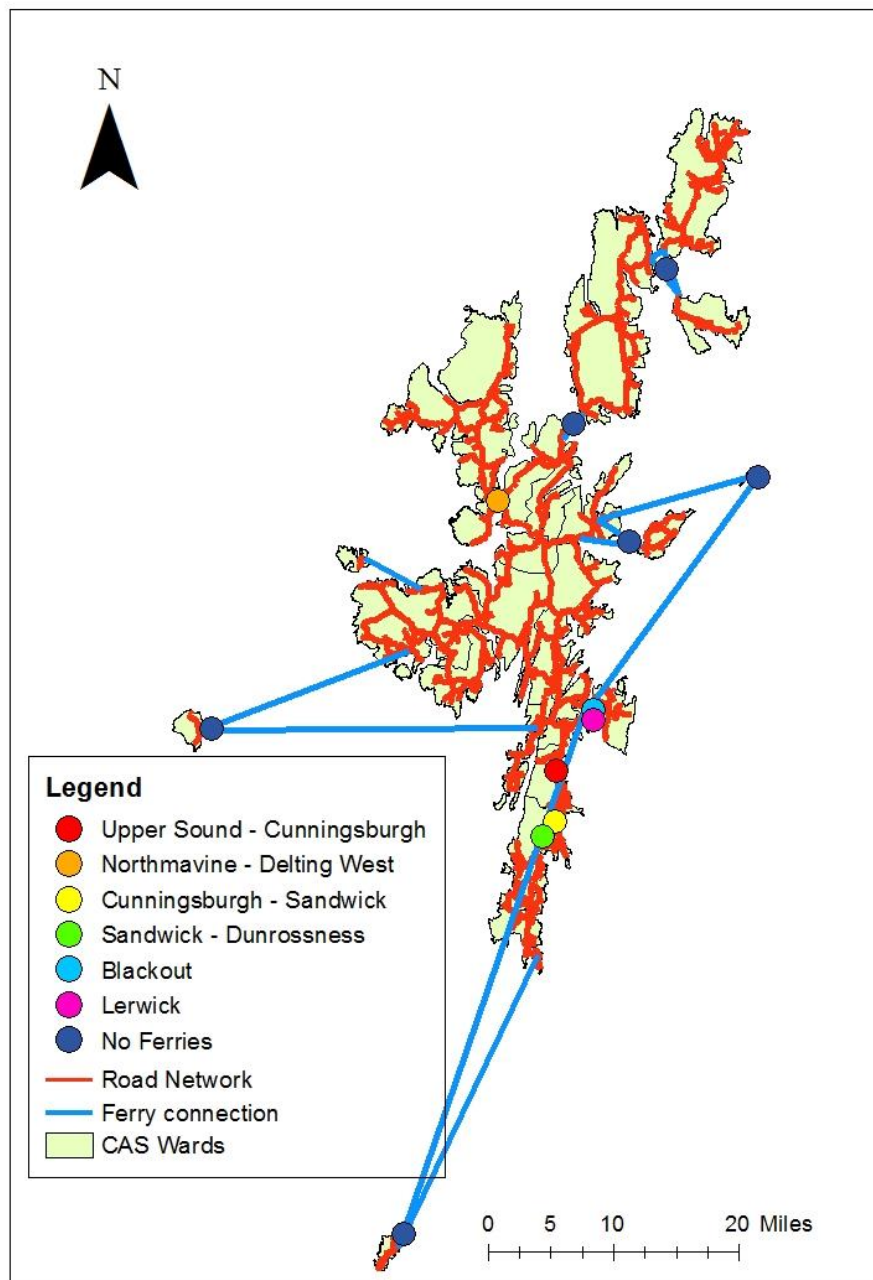 N
Legend
Upper Sound - Cunningsburgh
Northmavine - Delting West
Cunningsburgh - Sandwick
Sandwick - Dunrossness
Blackout
Lerwick
No Ferries
Road Network
Ferry connection
CAS Wards
0 5 10 20 Miles